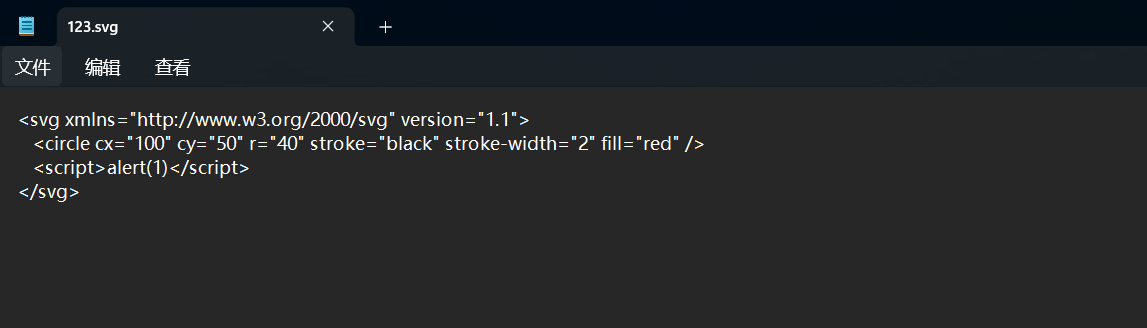 123.svg
文件 编辑 查看
<svg xmlns="http://www.w3.org/2000/svg" version="1.1">
<circle cx="100" cy="50" r="40" stroke="black" stroke-width="2" fill="red" />
<script>alert(1)</script>
</svg>